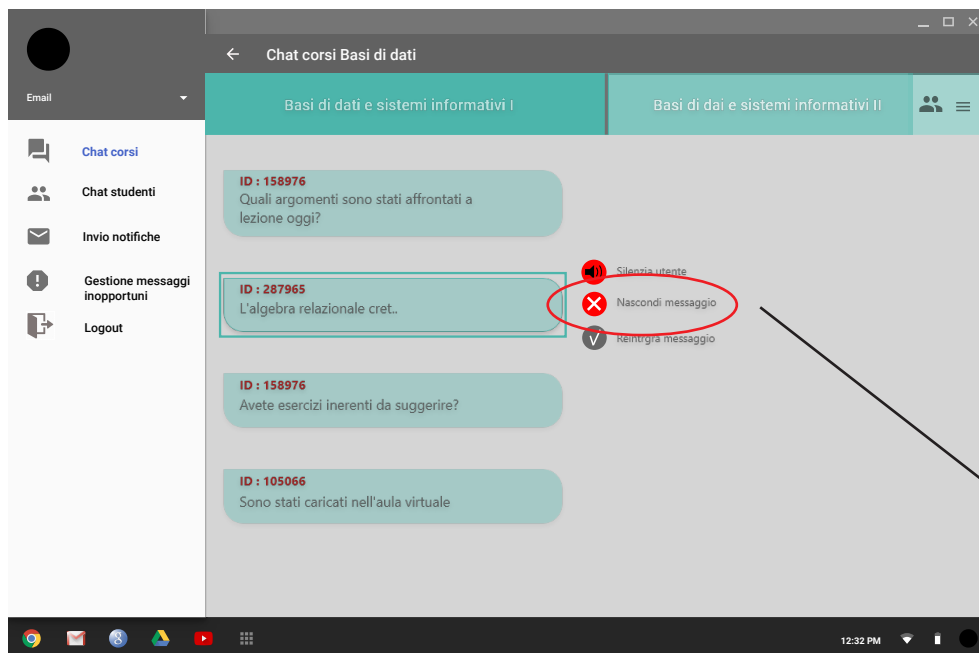 Chat corsi Basi di dati
Email
Basi di dati e sistemi informativi I
Basi di dai e sistemi informativi II
Chat corsi
Chat studenti
Invio notifiche
Gestione messaggi
inopportuni
Logout
ID : 158976
Quali argomenti sono stati affrontati a
lezione oggi?
ID : 287965
L'algebra relazionale cret..
Silenzia utente
Nascondi messaggio
Reintrgra messaggio
ID : 158976
Avete esercizi inerenti da suggerire?
ID : 105066
Sono stati caricati nell'aula virtuale
12:32 PM